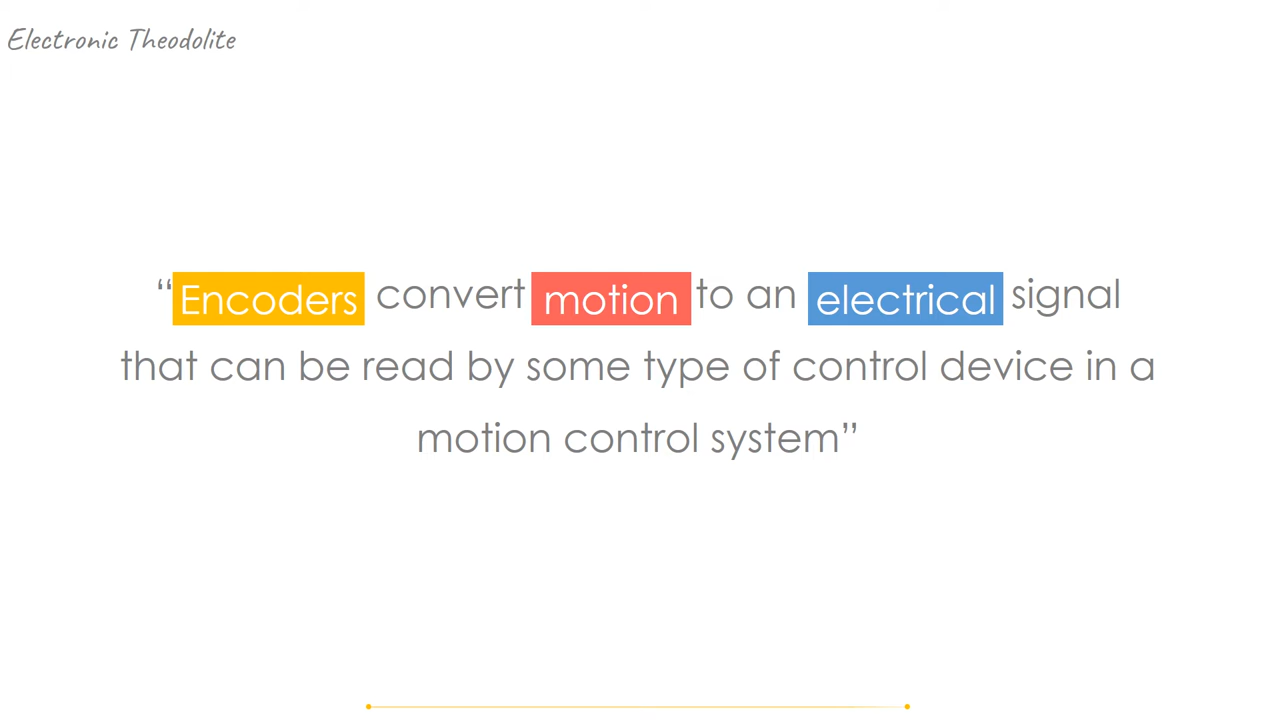 Electronic Theodolite
“Encoders convert motion to an electrical signal
that can be read by some type of control device in a
motion control system”